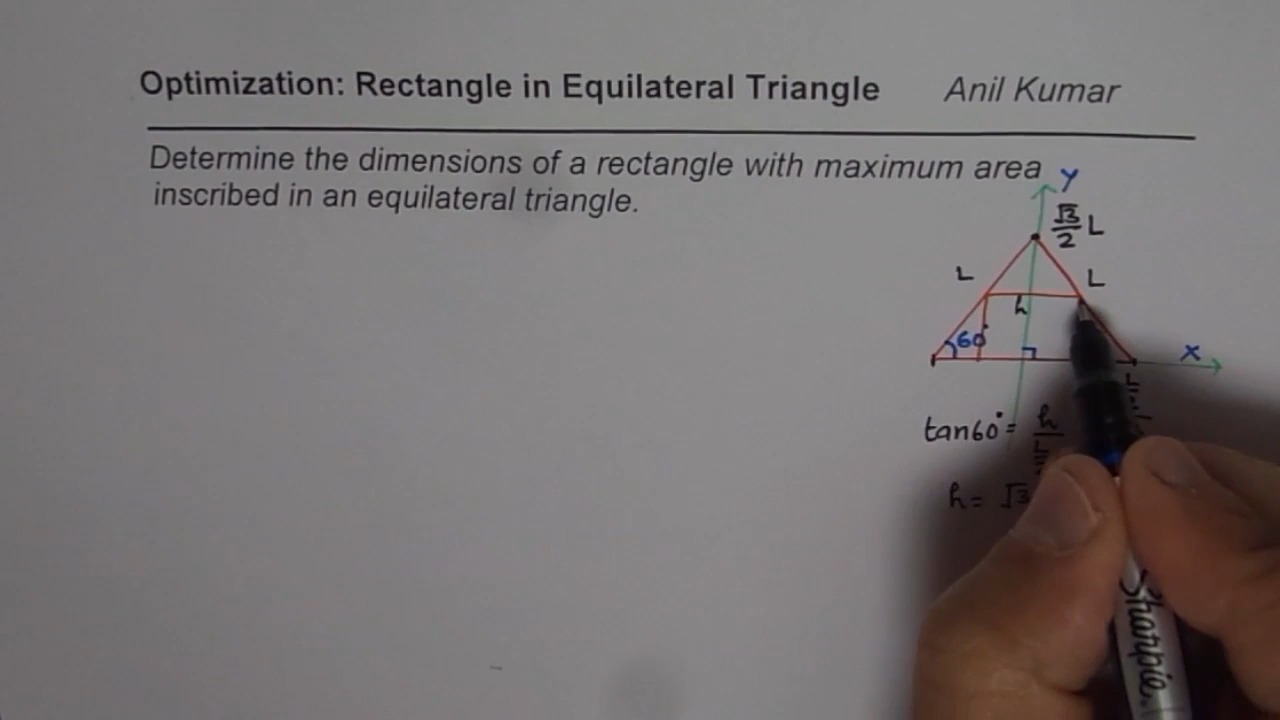 Optimization: Rectangle in Equilateral Triangle Anil Kumar
Determine the dimensions of a rectangle with maximum area
inscribed in an equilateral triangle.
y
√3/2 L
L L
h
60°
x
tan60° = h
h = √3
Sharpie.